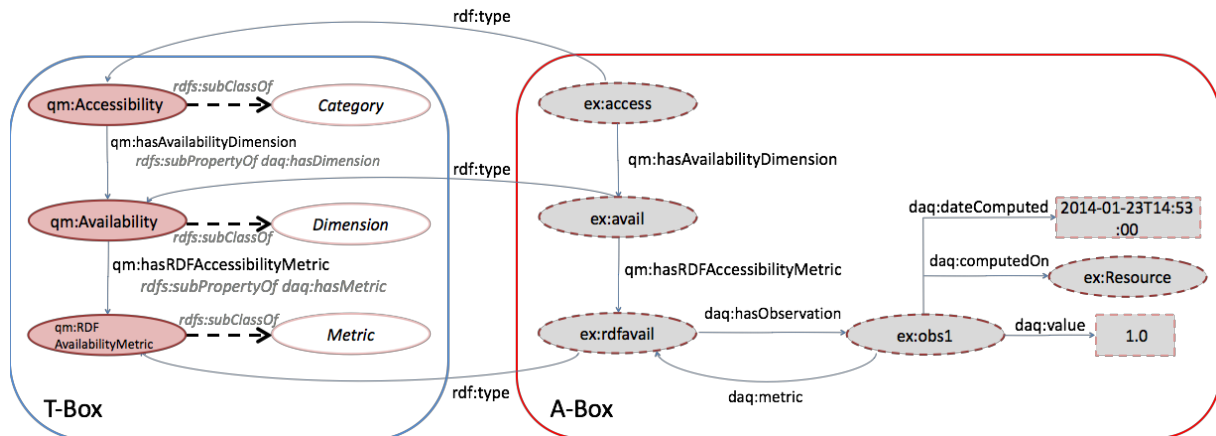 rdf:type
qm:Accessibility
rdfs:subClassOf
Category
qm:hasAvailabilityDimension
rdfs:subPropertyOf daq:hasDimension
rdf:type
qm:Availability
rdfs:subClassOf
Dimension
qm:hasRDFAccessibilityMetric
rdfs:subPropertyOf daq:hasMetric
qm:RDF
AvailabilityMetric
rdfs:subClassOf
Metric
rdf:type
T-Box
ex:access
qm:hasAvailabilityDimension
ex:avail
qm:hasRDFAccessibilityMetric
ex:rdfavail
daq:hasObservation
ex:obs1
daq:metric
daq:dateComputed
2014-01-23T14:53
:00
daq:computedOn
ex:Resource
daq:value
1.0
A-Box